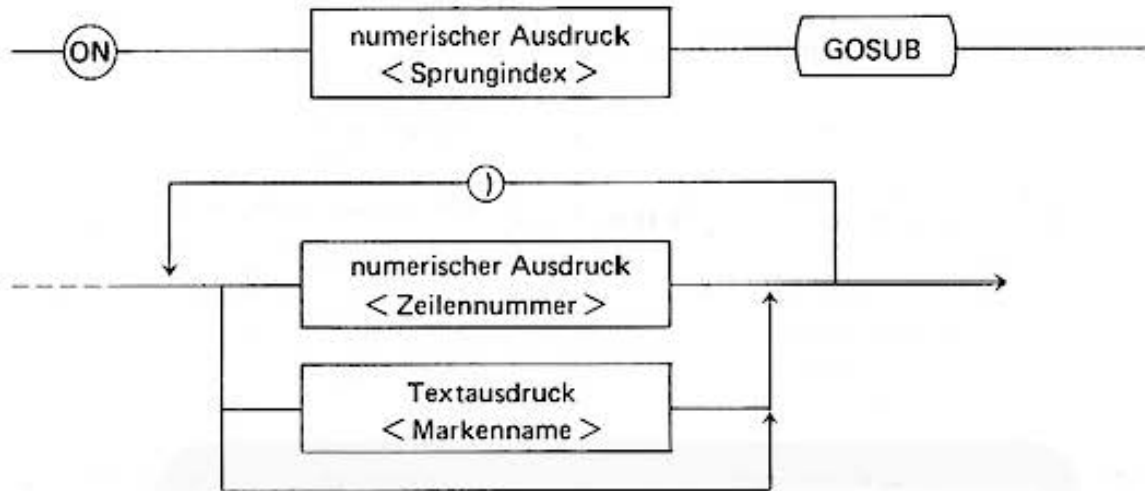 ON numerischer Ausdruck < Sprungindex > GOSUB
)
numerischer Ausdruck
< Zeilennummer >
Textausdruck
< Markenname >